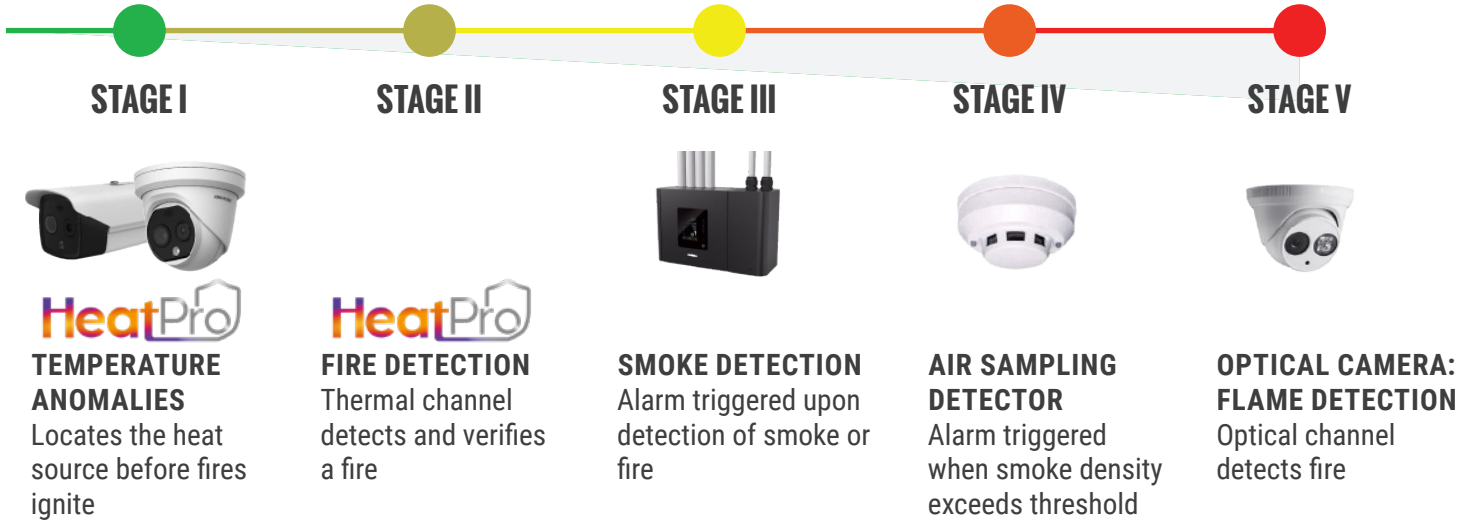 STAGE I
STAGE II
STAGE III
STAGE IV
STAGE V
HeatPro
HeatPro
TEMPERATURE
ANOMALIES
Locates the heat
source before fires
ignite
FIRE DETECTION
Thermal channel
detects and verifies
a fire
SMOKE DETECTION
Alarm triggered upon
detection of smoke or
fire
AIR SAMPLING
DETECTOR
Alarm triggered
when smoke density
exceeds threshold
OPTICAL CAMERA:
FLAME DETECTION
Optical channel
detects fire